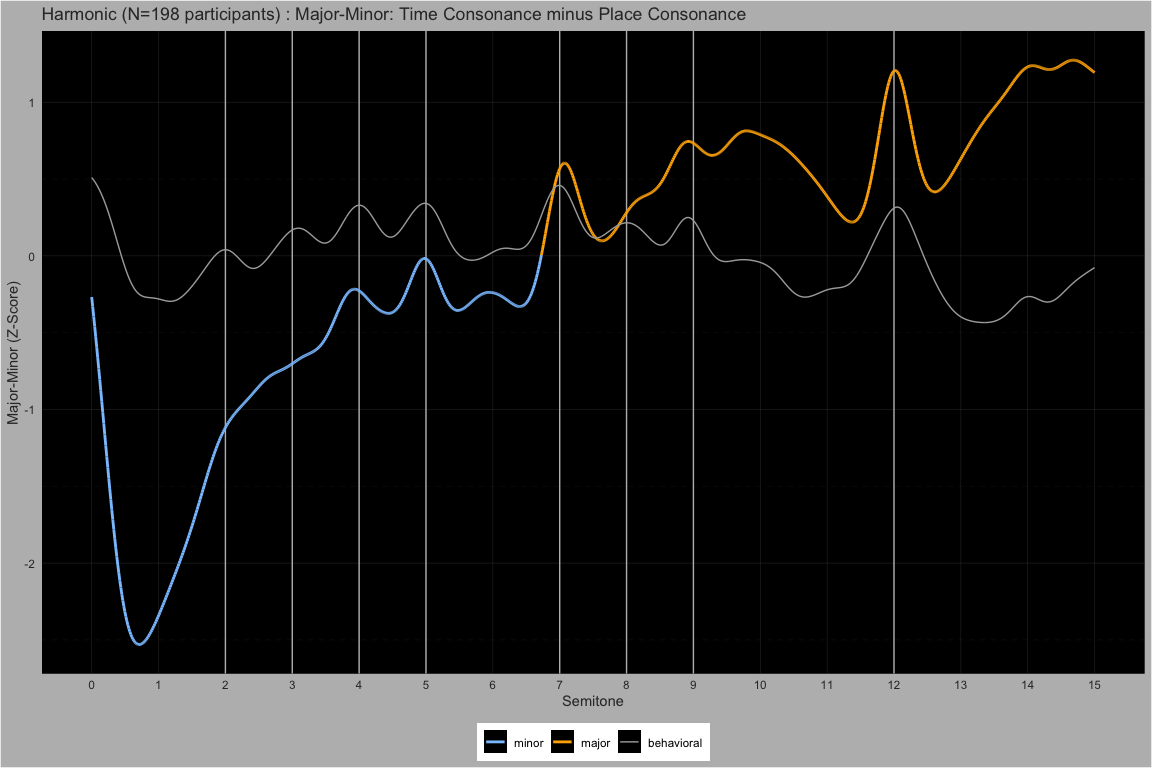 Harmonic (N=198 participants) : Major-Minor: Time Consonance minus Place Consonance
Major-Minor (Z-Score)
1
0
-1
-2
0 1 2 3 4 5 6 7 8 9 10 11 12 13 14 15
Semitone
minor major behavioral